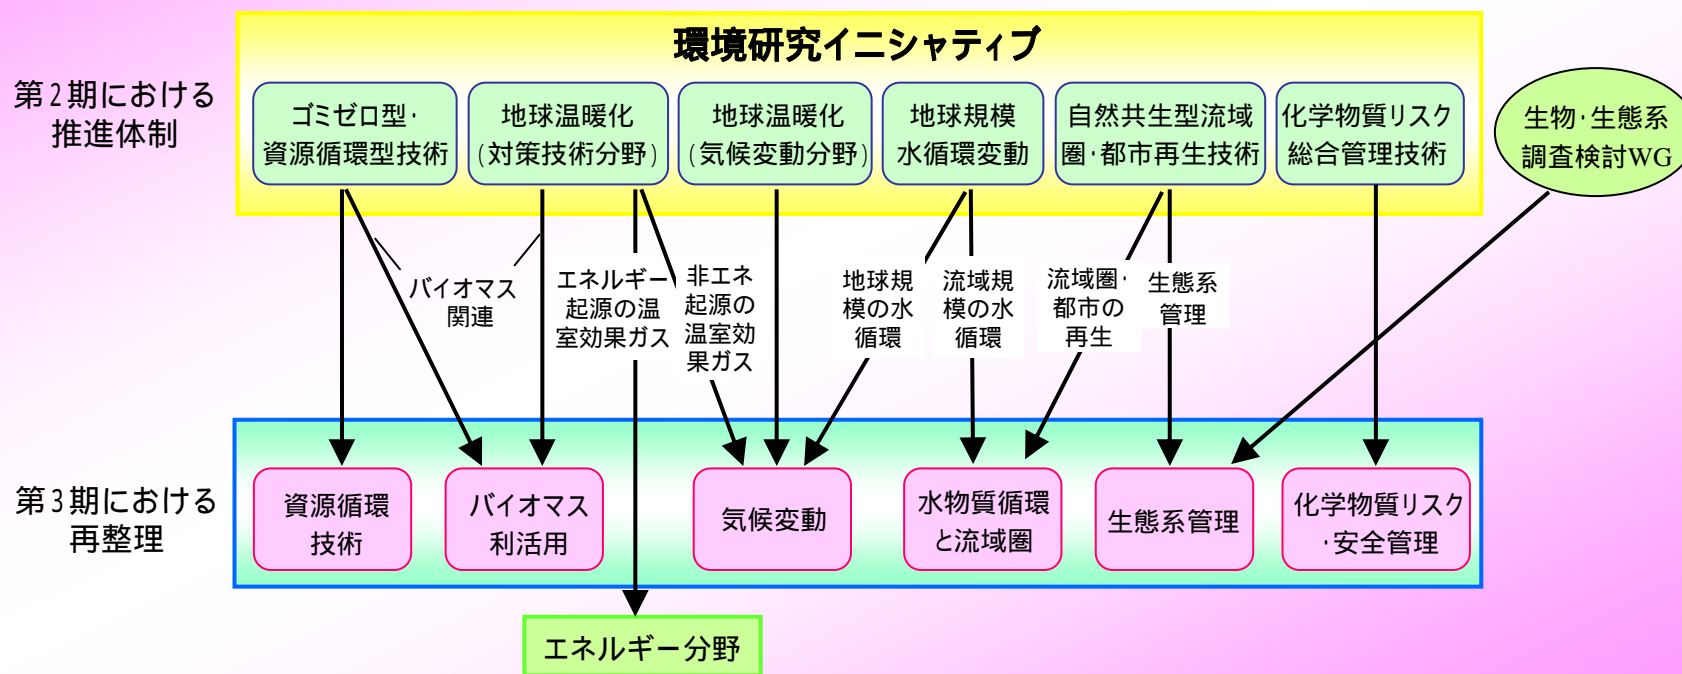 環境研究イニシャティブ
第2期における
推進体制
ゴミゼロ型・
資源循環型技術
地球温暖化
(対策技術分野)
地球温暖化
(気候変動分野)
地球規模
水循環変動
自然共生型流域
圏・都市再生技術
化学物質リスク
総合管理技術
生物・生態系
調査検討WG
バイオマス
関連
エネルギー
起源の温
室効果ガス
非エネ
起源の
温室効
果ガス
地球規
模の水
循環
流域規
模の水
循環
流域圏・
都市の
再生
生態系
管理
第3期における
再整理
資源循環
技術
バイオマス
利活用
気候変動
水物質循環
と流域圏
生態系管理
化学物質リスク
・安全管理
エネルギー分野